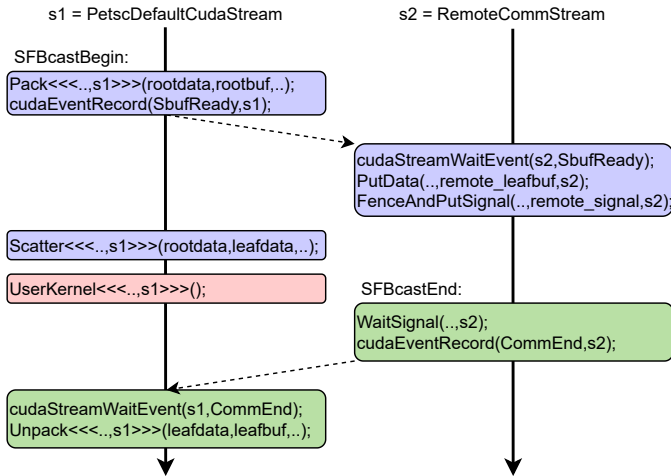 s1 = PetscDefaultCudaStream
s2 = RemoteCommStream
SFBcastBegin:
Pack<<<..,s1>>>(rootdata,rootbuf,..);
cudaEventRecord(SbufReady,s1);
cudaStreamWaitEvent(s2,SbufReady);
PutData(..,remote_leafbuf,s2);
FenceAndPutSignal(..,remote_signal,s2);
Scatter<<<..,s1>>>(rootdata,leafdata,..);
UserKernel<<<..,s1>>>();
SFBcastEnd:
WaitSignal(..,s2);
cudaEventRecord(CommEnd,s2);
cudaStreamWaitEvent(s1,CommEnd);
Unpack<<<..,s1>>>(leafdata,leafbuf,..);